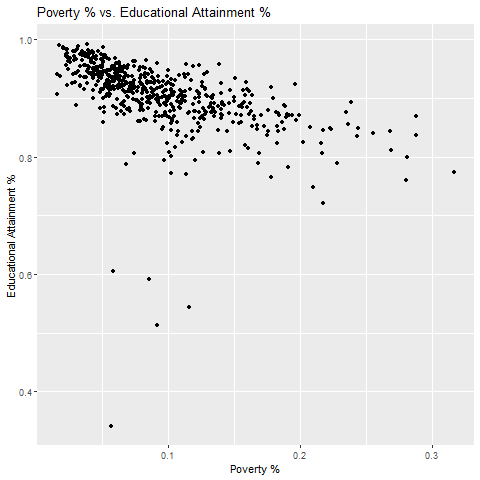 Poverty % vs. Educational Attainment %
1.0
0.8
0.6
0.4
Educational Attainment %
0.1 0.2 0.3
Poverty %